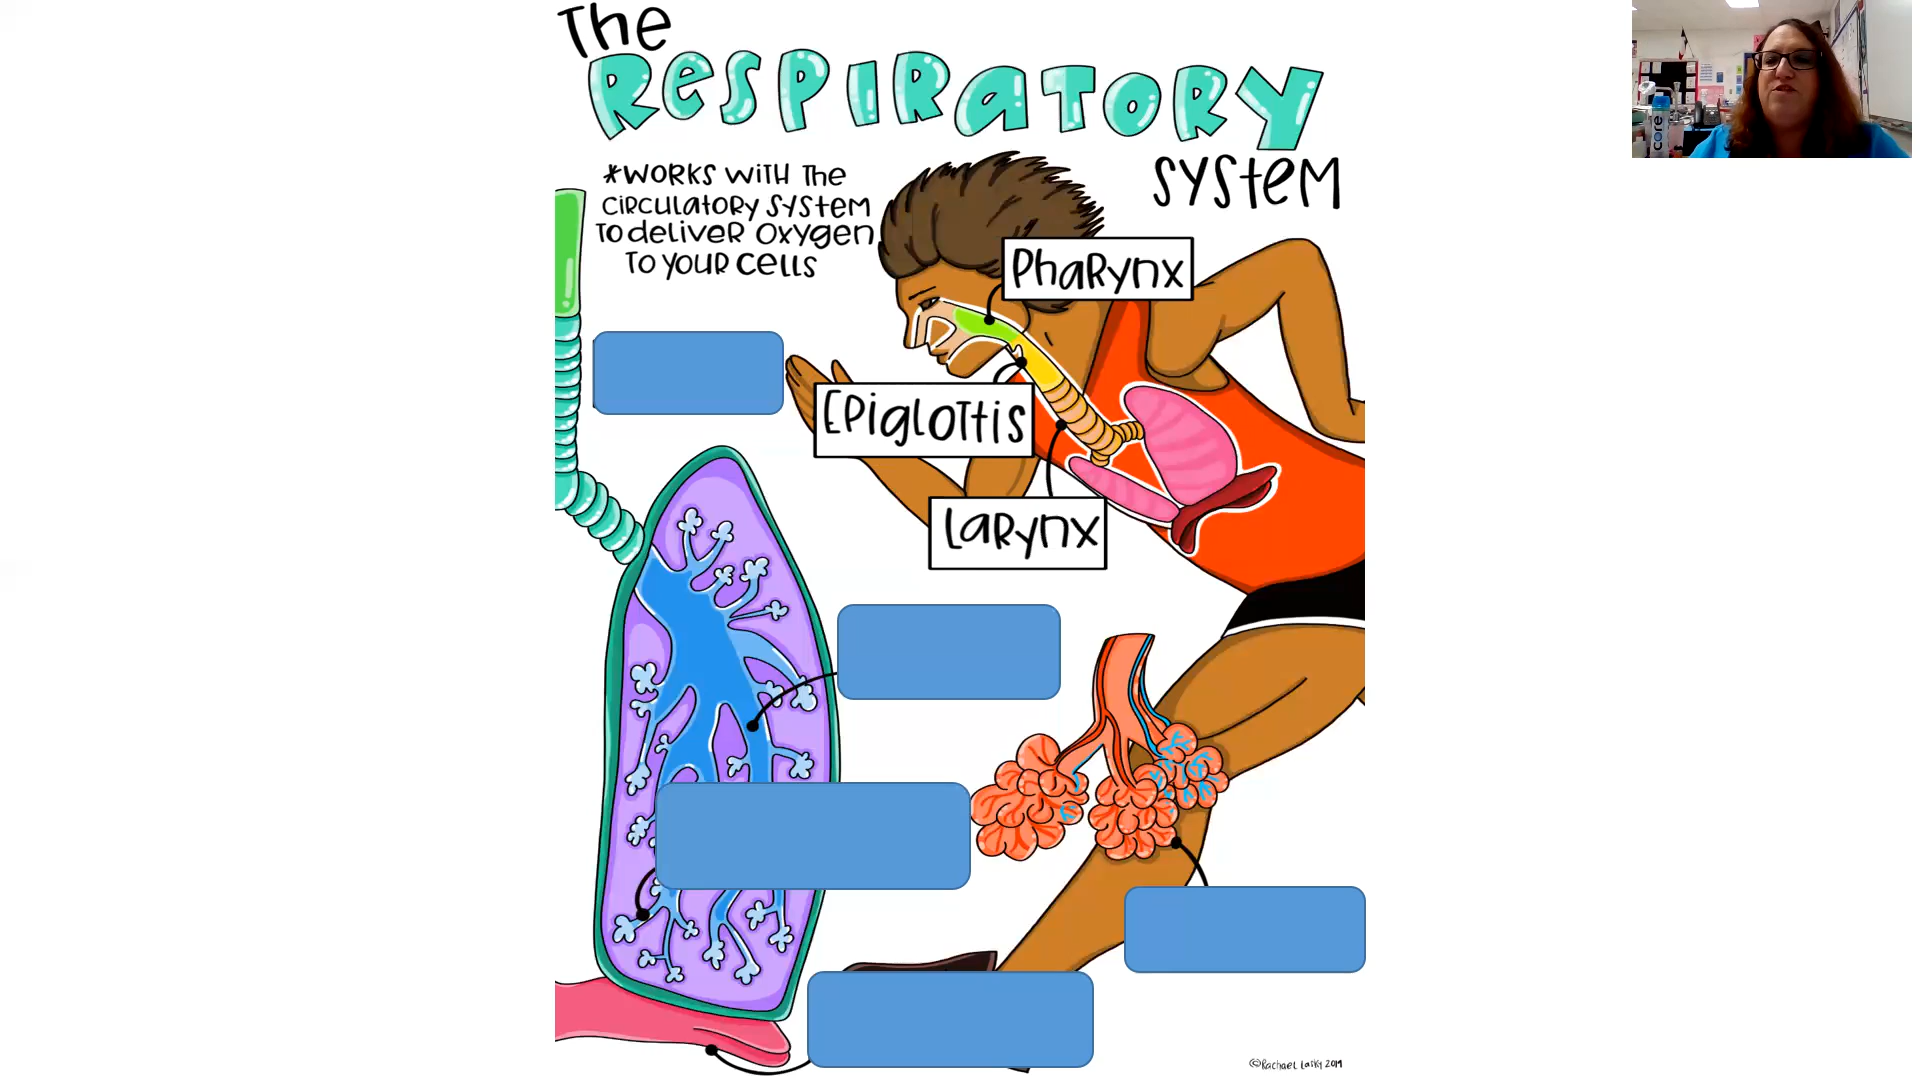 The
Respiratory
System
*Works with the
circulatory system
to deliver oxygen
to your cells
Pharynx
Epiglottis
Larynx
core
©Rachael Lasky 2019